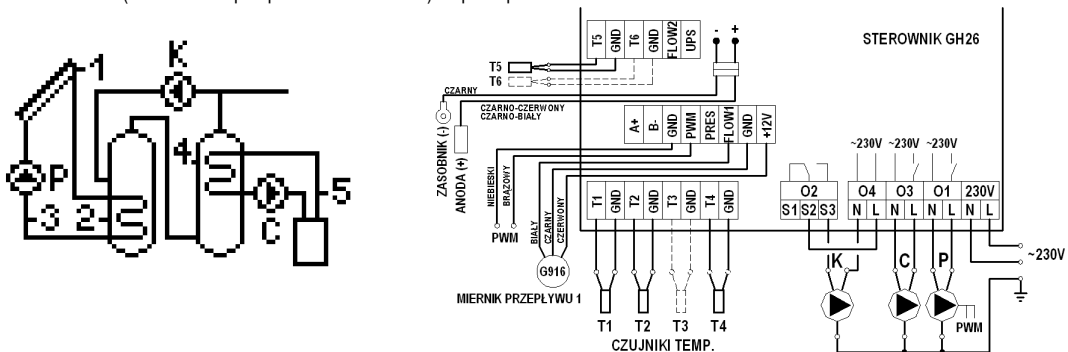 K
1
P
4
5
3
2
C
STEROWNIK GH26
T5 GND T6 GND FLOW2 UPS
- +
T5
T6
CZARNY
CZARNO-CZERWONY
CZARNO-BIAŁY
ZASOBNIK (-)
ANODA (+)
A+ B- GND PWM PRES FLOW1 GND +12V
NIEBIESKI
BRĄZOWY
PWM
BIAŁY
CZARNY
CZERWONY
G916
MIERNIK PRZEPŁYWU 1
T1 GND T2 GND T3 GND T4 GND
T1 T2 T3 T4
CZUJNIKI TEMP.
~230V ~230V ~230V
O2 O4 O3 O1 230V
S1 S2 S3 N L N L N L N L
~230V
K C P
PWM